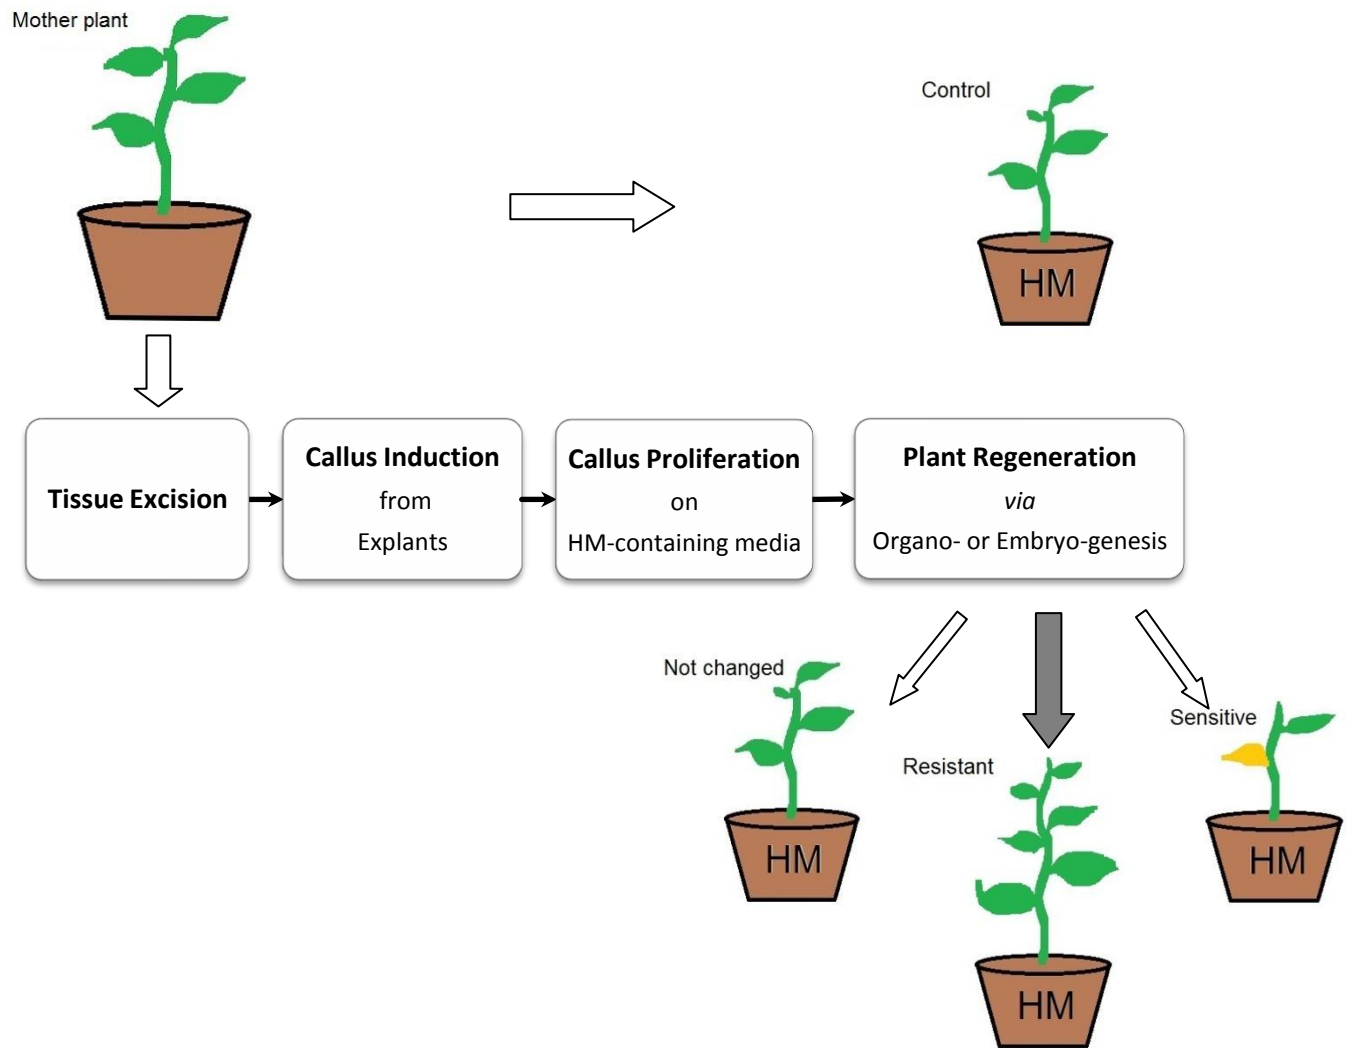 Mother plant
Control
HM
Tissue Excision
Callus Induction
from
Explants
Callus Proliferation
on
HM-containing media
Plant Regeneration
via
Organo- or Embryo-genesis
Not changed
HM
Resistant
HM
Sensitive
HM